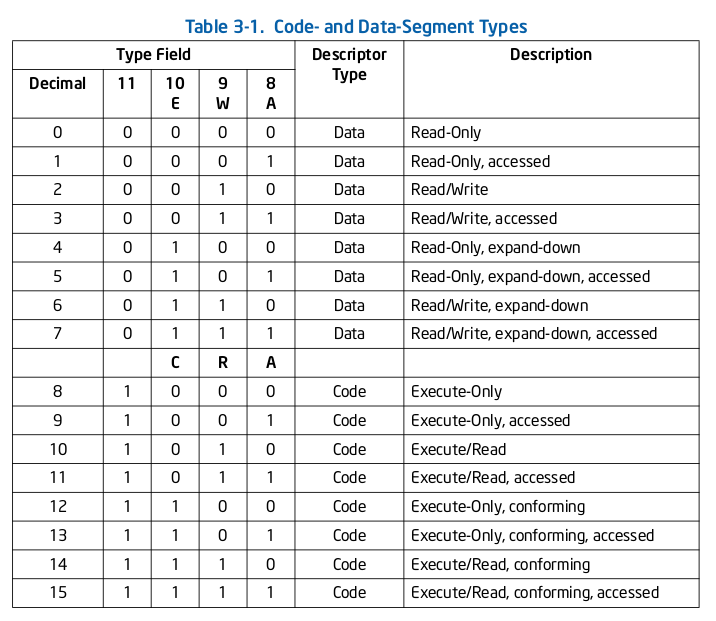 Table 3-1. Code- and Data-Segment Types
Type Field Descriptor Type Description
Decimal 11 10 E 9 W 8 A
0 0 0 0 0 Data Read-Only
1 0 0 0 1 Data Read-Only, accessed
2 0 0 1 0 Data Read/Write
3 0 0 1 1 Data Read/Write, accessed
4 0 1 0 0 Data Read-Only, expand-down
5 0 1 0 1 Data Read-Only, expand-down, accessed
6 0 1 1 0 Data Read/Write, expand-down
7 0 1 1 1 Data Read/Write, expand-down, accessed
C R A
8 1 0 0 0 Code Execute-Only
9 1 0 0 1 Code Execute-Only, accessed
10 1 0 1 0 Code Execute/Read
11 1 0 1 1 Code Execute/Read, accessed
12 1 1 0 0 Code Execute-Only, conforming
13 1 1 0 1 Code Execute-Only, conforming, accessed
14 1 1 1 0 Code Execute/Read, conforming
15 1 1 1 1 Code Execute/Read, conforming, accessed